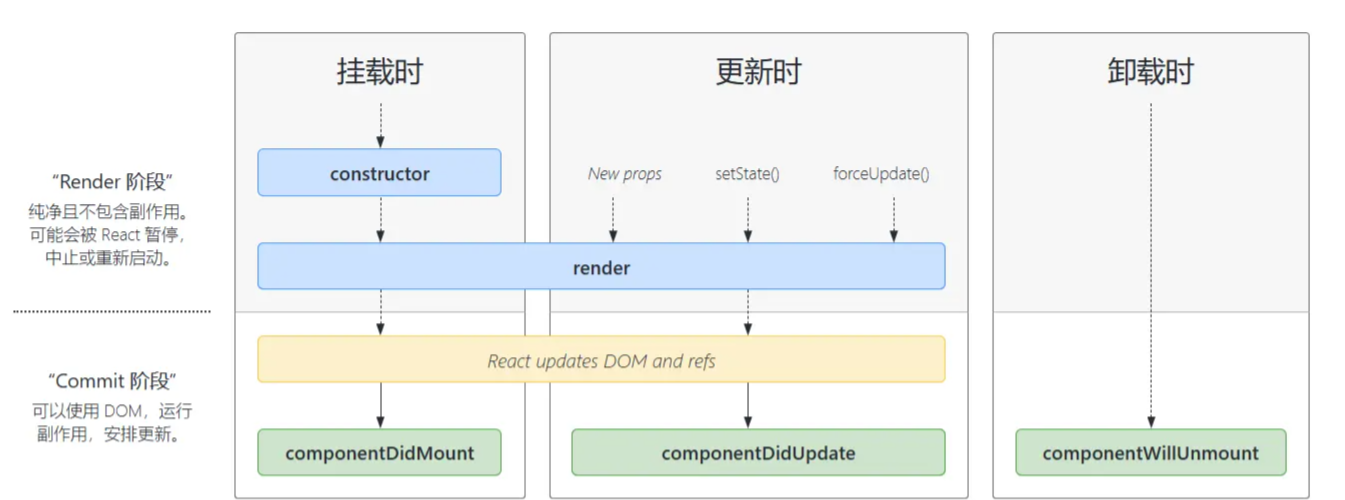 挂载时
更新时
卸载时
“Render 阶段”
纯净且不包含副作用。
可能会被 React 暂停，
中止或重新启动。
constructor
New props
setState()
forceUpdate()
render
“Commit 阶段”
可以使用 DOM，运行
副作用，安排更新。
React updates DOM and refs
componentDidMount
componentDidUpdate
componentWillUnmount